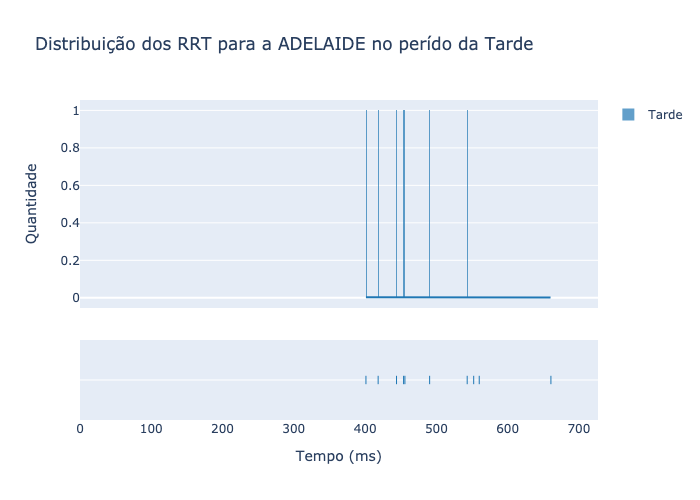 Distribuição dos RRT para a ADELAIDE no perído da Tarde
Tarde
Quantidade
1
0.8
0.6
0.4
0.2
0
0 100 200 300 400 500 600 700
Tempo (ms)